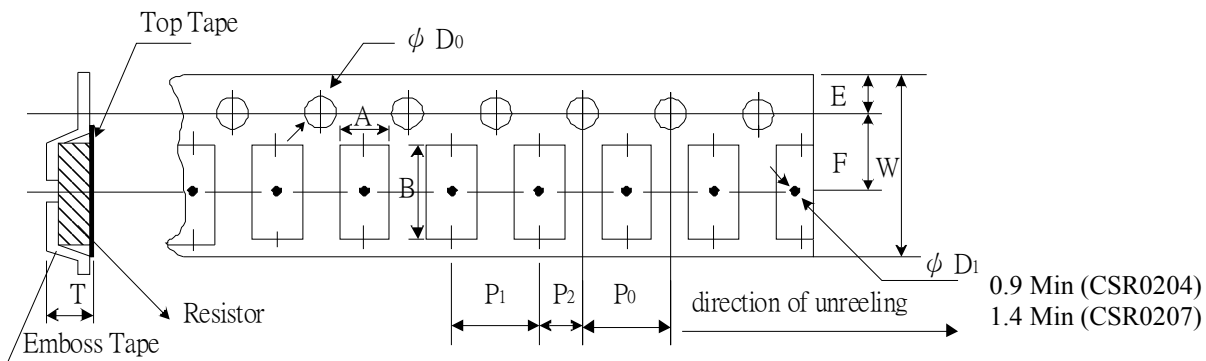 Top Tape
ϕ D0
E
A
F
W
B
ϕ D1
0.9 Min (CSR0204)
1.4 Min (CSR0207)
T
P1
P2
P0
direction of unreeling
Resistor
Emboss Tape